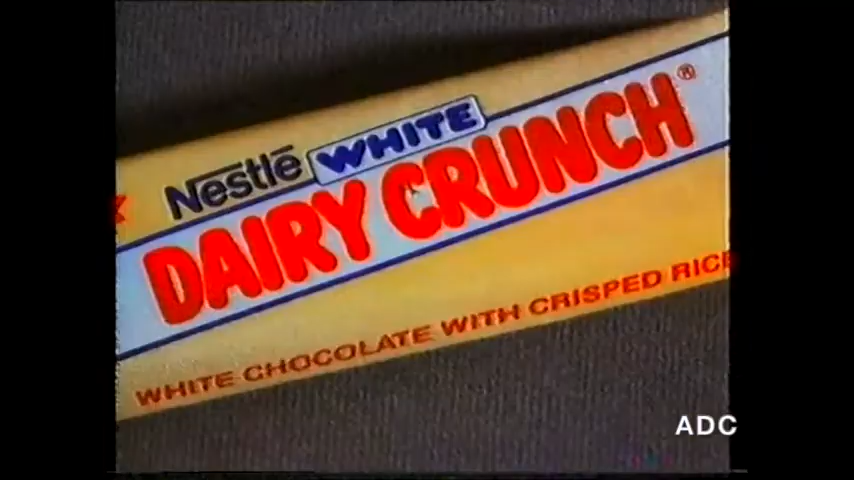 Nestlé WHITE
DAIRY CRUNCH®
WHITE CHOCOLATE WITH CRISPED RICE
ADC